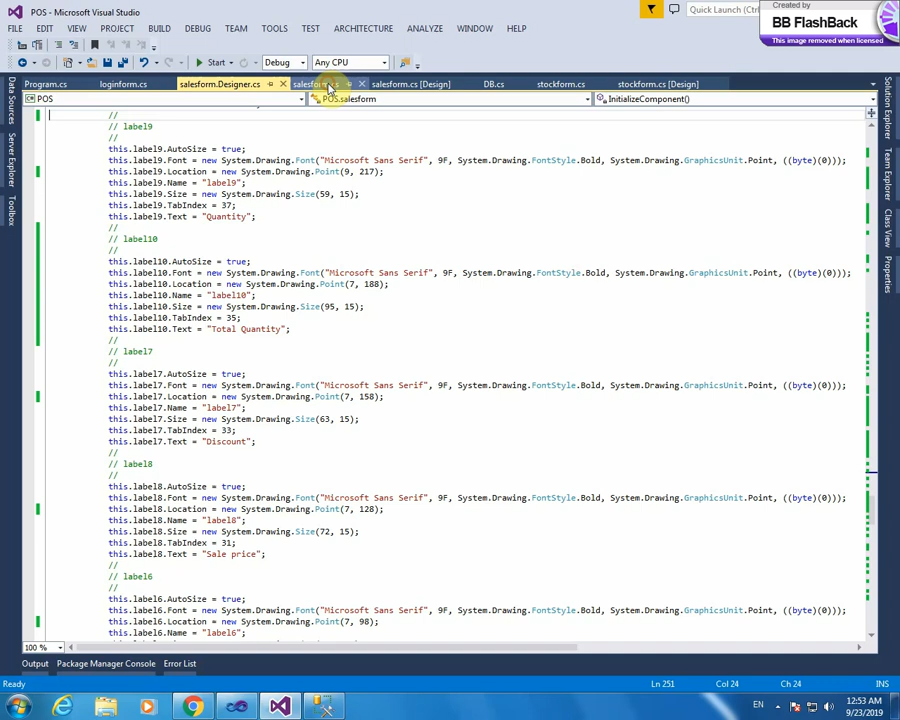 POS - Microsoft Visual Studio
Quick Launch
Created by
BB FlashBack
This image removed when licensed
FILE EDIT VIEW PROJECT BUILD DEBUG TEAM TOOLS TEST ARCHITECTURE ANALYZE WINDOW HELP
Start Debug Any CPU
Program.cs loginform.cs salesform.Designer.cs salesform.cs salesform.cs [Design] DB.cs stockform.cs stockform.cs [Design]
POS POS.salesform InitializeComponent()
Data Sources
Server Explorer
Toolbox
Solution Explorer
Team Explorer
Class View
Properties
//
// label9
//
this.label9.AutoSize = true;
this.label9.Font = new System.Drawing.Font("Microsoft Sans Serif", 9F, System.Drawing.FontStyle.Bold, System.Drawing.GraphicsUnit.Point, ((byte)(0)));
this.label9.Location = new System.Drawing.Point(9, 217);
this.label9.Name = "label9";
this.label9.Size = new System.Drawing.Size(59, 15);
this.label9.TabIndex = 37;
this.label9.Text = "Quantity";
//
// label10
//
this.label10.AutoSize = true;
this.label10.Font = new System.Drawing.Font("Microsoft Sans Serif", 9F, System.Drawing.FontStyle.Bold, System.Drawing.GraphicsUnit.Point, ((byte)(0)));
this.label10.Location = new System.Drawing.Point(7, 188);
this.label10.Name = "label10";
this.label10.Size = new System.Drawing.Size(95, 15);
this.label10.TabIndex = 35;
this.label10.Text = "Total Quantity";
//
// label7
//
this.label7.AutoSize = true;
this.label7.Font = new System.Drawing.Font("Microsoft Sans Serif", 9F, System.Drawing.FontStyle.Bold, System.Drawing.GraphicsUnit.Point, ((byte)(0)));
this.label7.Location = new System.Drawing.Point(7, 158);
this.label7.Name = "label7";
this.label7.Size = new System.Drawing.Size(63, 15);
this.label7.TabIndex = 33;
this.label7.Text = "Discount";
//
// label8
//
this.label8.AutoSize = true;
this.label8.Font = new System.Drawing.Font("Microsoft Sans Serif", 9F, System.Drawing.FontStyle.Bold, System.Drawing.GraphicsUnit.Point, ((byte)(0)));
this.label8.Location = new System.Drawing.Point(7, 128);
this.label8.Name = "label8";
this.label8.Size = new System.Drawing.Size(72, 15);
this.label8.TabIndex = 31;
this.label8.Text = "Sale price";
//
// label6
//
this.label6.AutoSize = true;
this.label6.Font = new System.Drawing.Font("Microsoft Sans Serif", 9F, System.Drawing.FontStyle.Bold, System.Drawing.GraphicsUnit.Point, ((byte)(0)));
this.label6.Location = new System.Drawing.Point(7, 98);
this.label6.Name = "label6";
100 %
Output Package Manager Console Error List
Ready Ln 251 Col 24 Ch 24 INS
EN 12:53 AM
9/23/2019